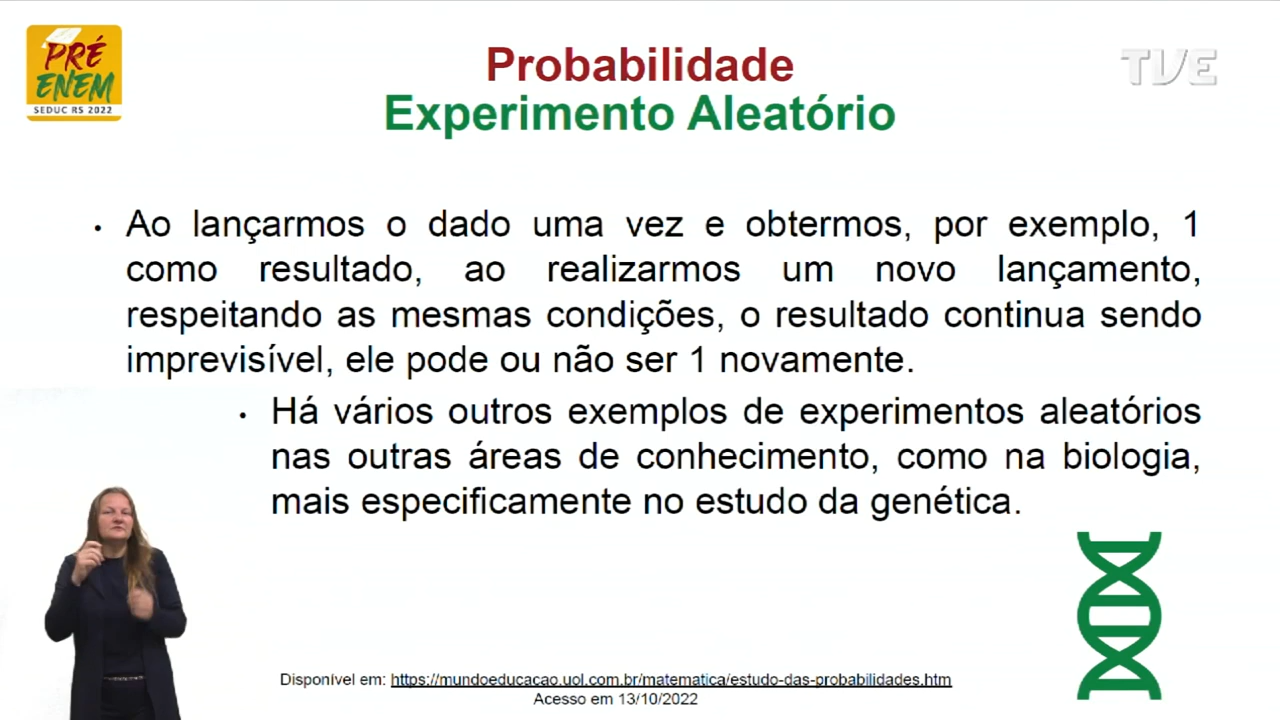 PRÉ
ENEM
SEDUC RS 2022
TVE
Probabilidade
Experimento Aleatório
• Ao lançarmos o dado uma vez e obtermos, por exemplo, 1
como resultado, ao realizarmos um novo lançamento,
respeitando as mesmas condições, o resultado continua sendo
imprevisível, ele pode ou não ser 1 novamente.
• Há vários outros exemplos de experimentos aleatórios
nas outras áreas de conhecimento, como na biologia,
mais especificamente no estudo da genética.
Disponível em: https://mundoeducacao.uol.com.br/matematica/estudo-das-probabilidades.htm
Acesso em 13/10/2022